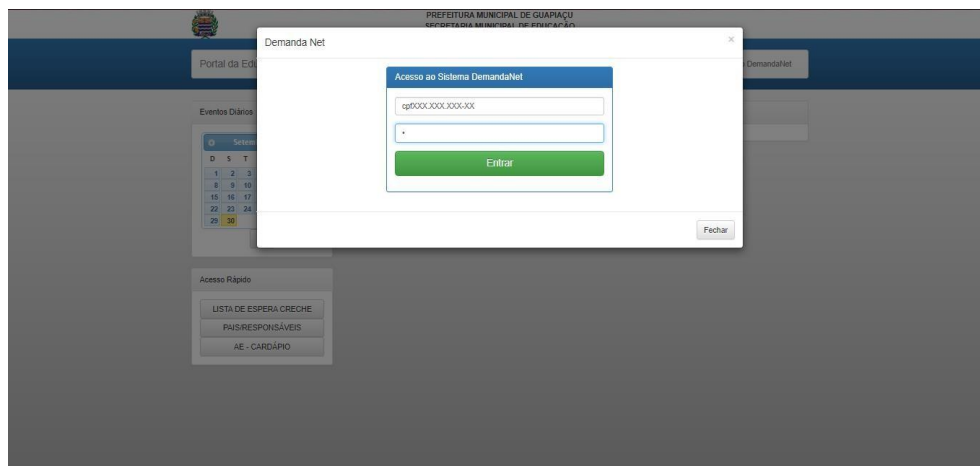 PREFEITURA MUNICIPAL DE GUAPIAÇU
SECRETARIA MUNICIPAL DE EDUCAÇÃO
Demanda Net
×
Portal da Edu
DemandaNet
Acesso ao Sistema DemandaNet
cpfXXX.XXX.XXX-XX
•
Entrar
Fechar
Eventos Diários
Setem
D S T
1 2 3
8 9 10
15 16 17
22 23 24
29 30
Acesso Rápido
LISTA DE ESPERA CRECHE
PAIS/RESPONSÁVEIS
AE - CARDÁPIO